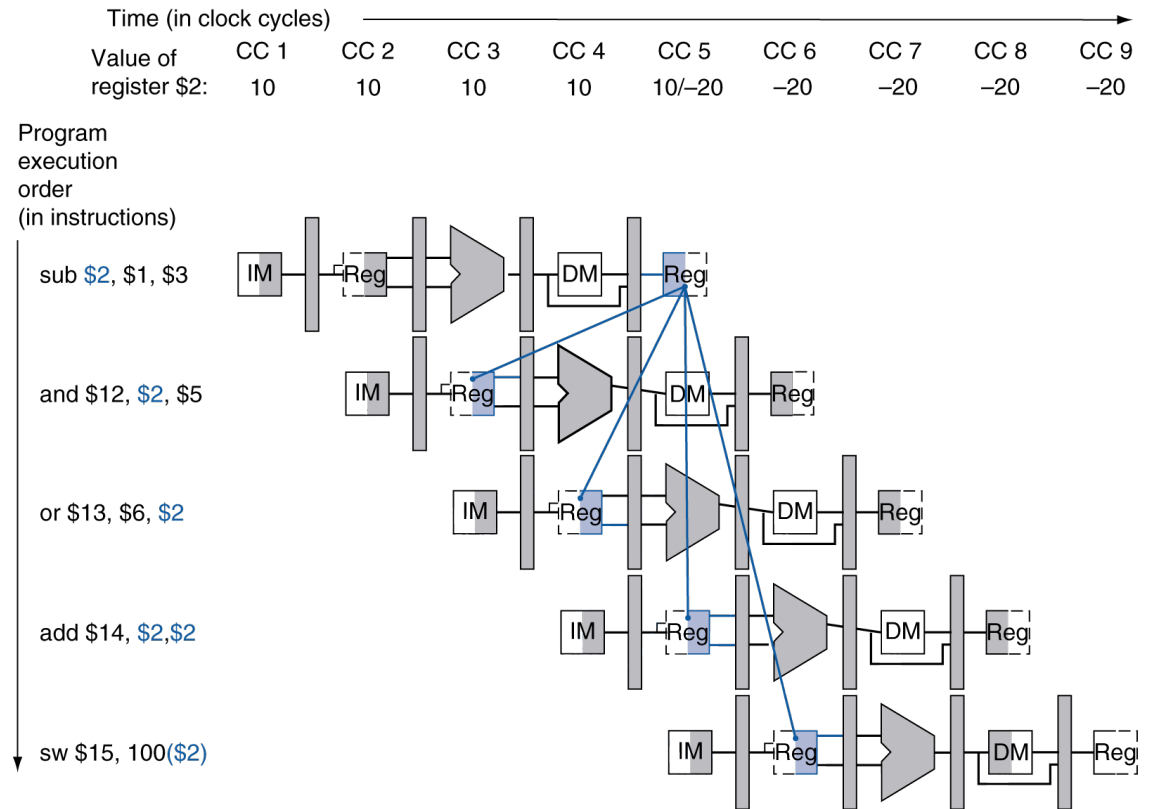 Time (in clock cycles)
CC 1 CC 2 CC 3 CC 4 CC 5 CC 6 CC 7 CC 8 CC 9
Value of
register $2: 10 10 10 10 10/–20 –20 –20 –20 –20
Program
execution
order
(in instructions)
sub $2, $1, $3 IM Reg DM Reg
and $12, $2, $5 IM Reg DM Reg
or $13, $6, $2 IM Reg DM Reg
add $14, $2,$2 IM Reg DM Reg
sw $15, 100($2) IM Reg DM Reg